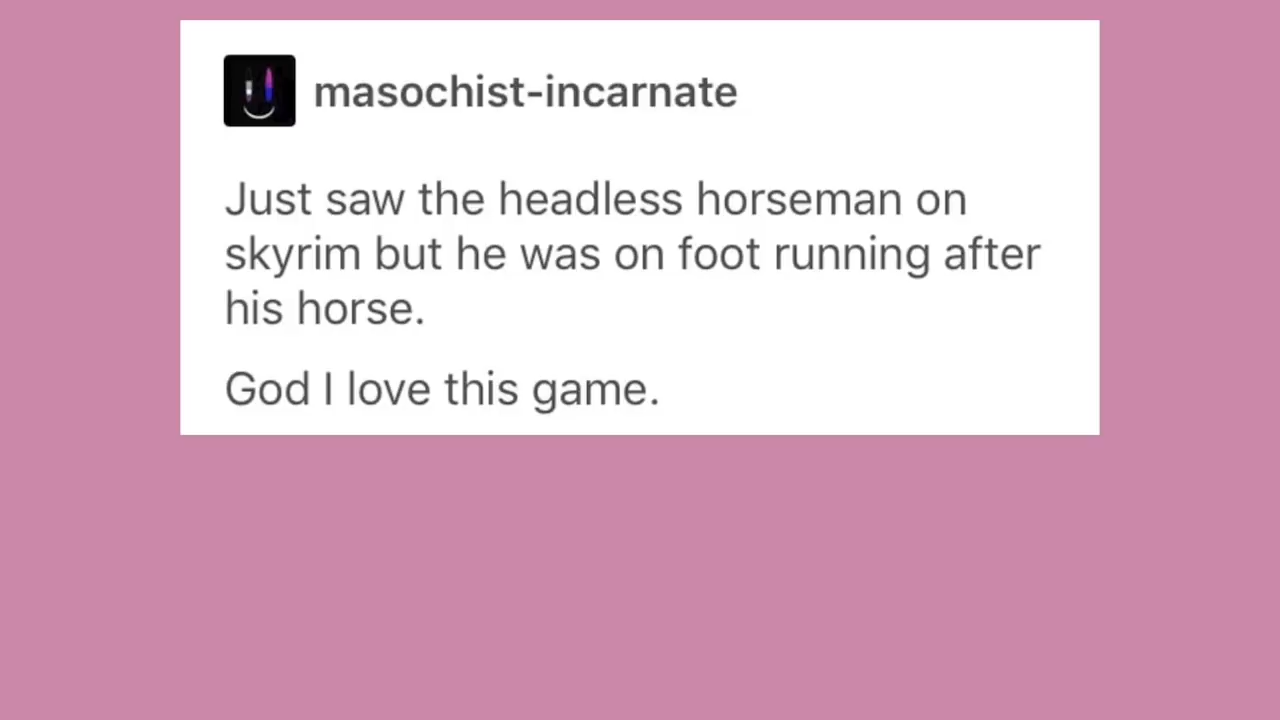 masochist-incarnate
Just saw the headless horseman on
skyrim but he was on foot running after
his horse.
God I love this game.